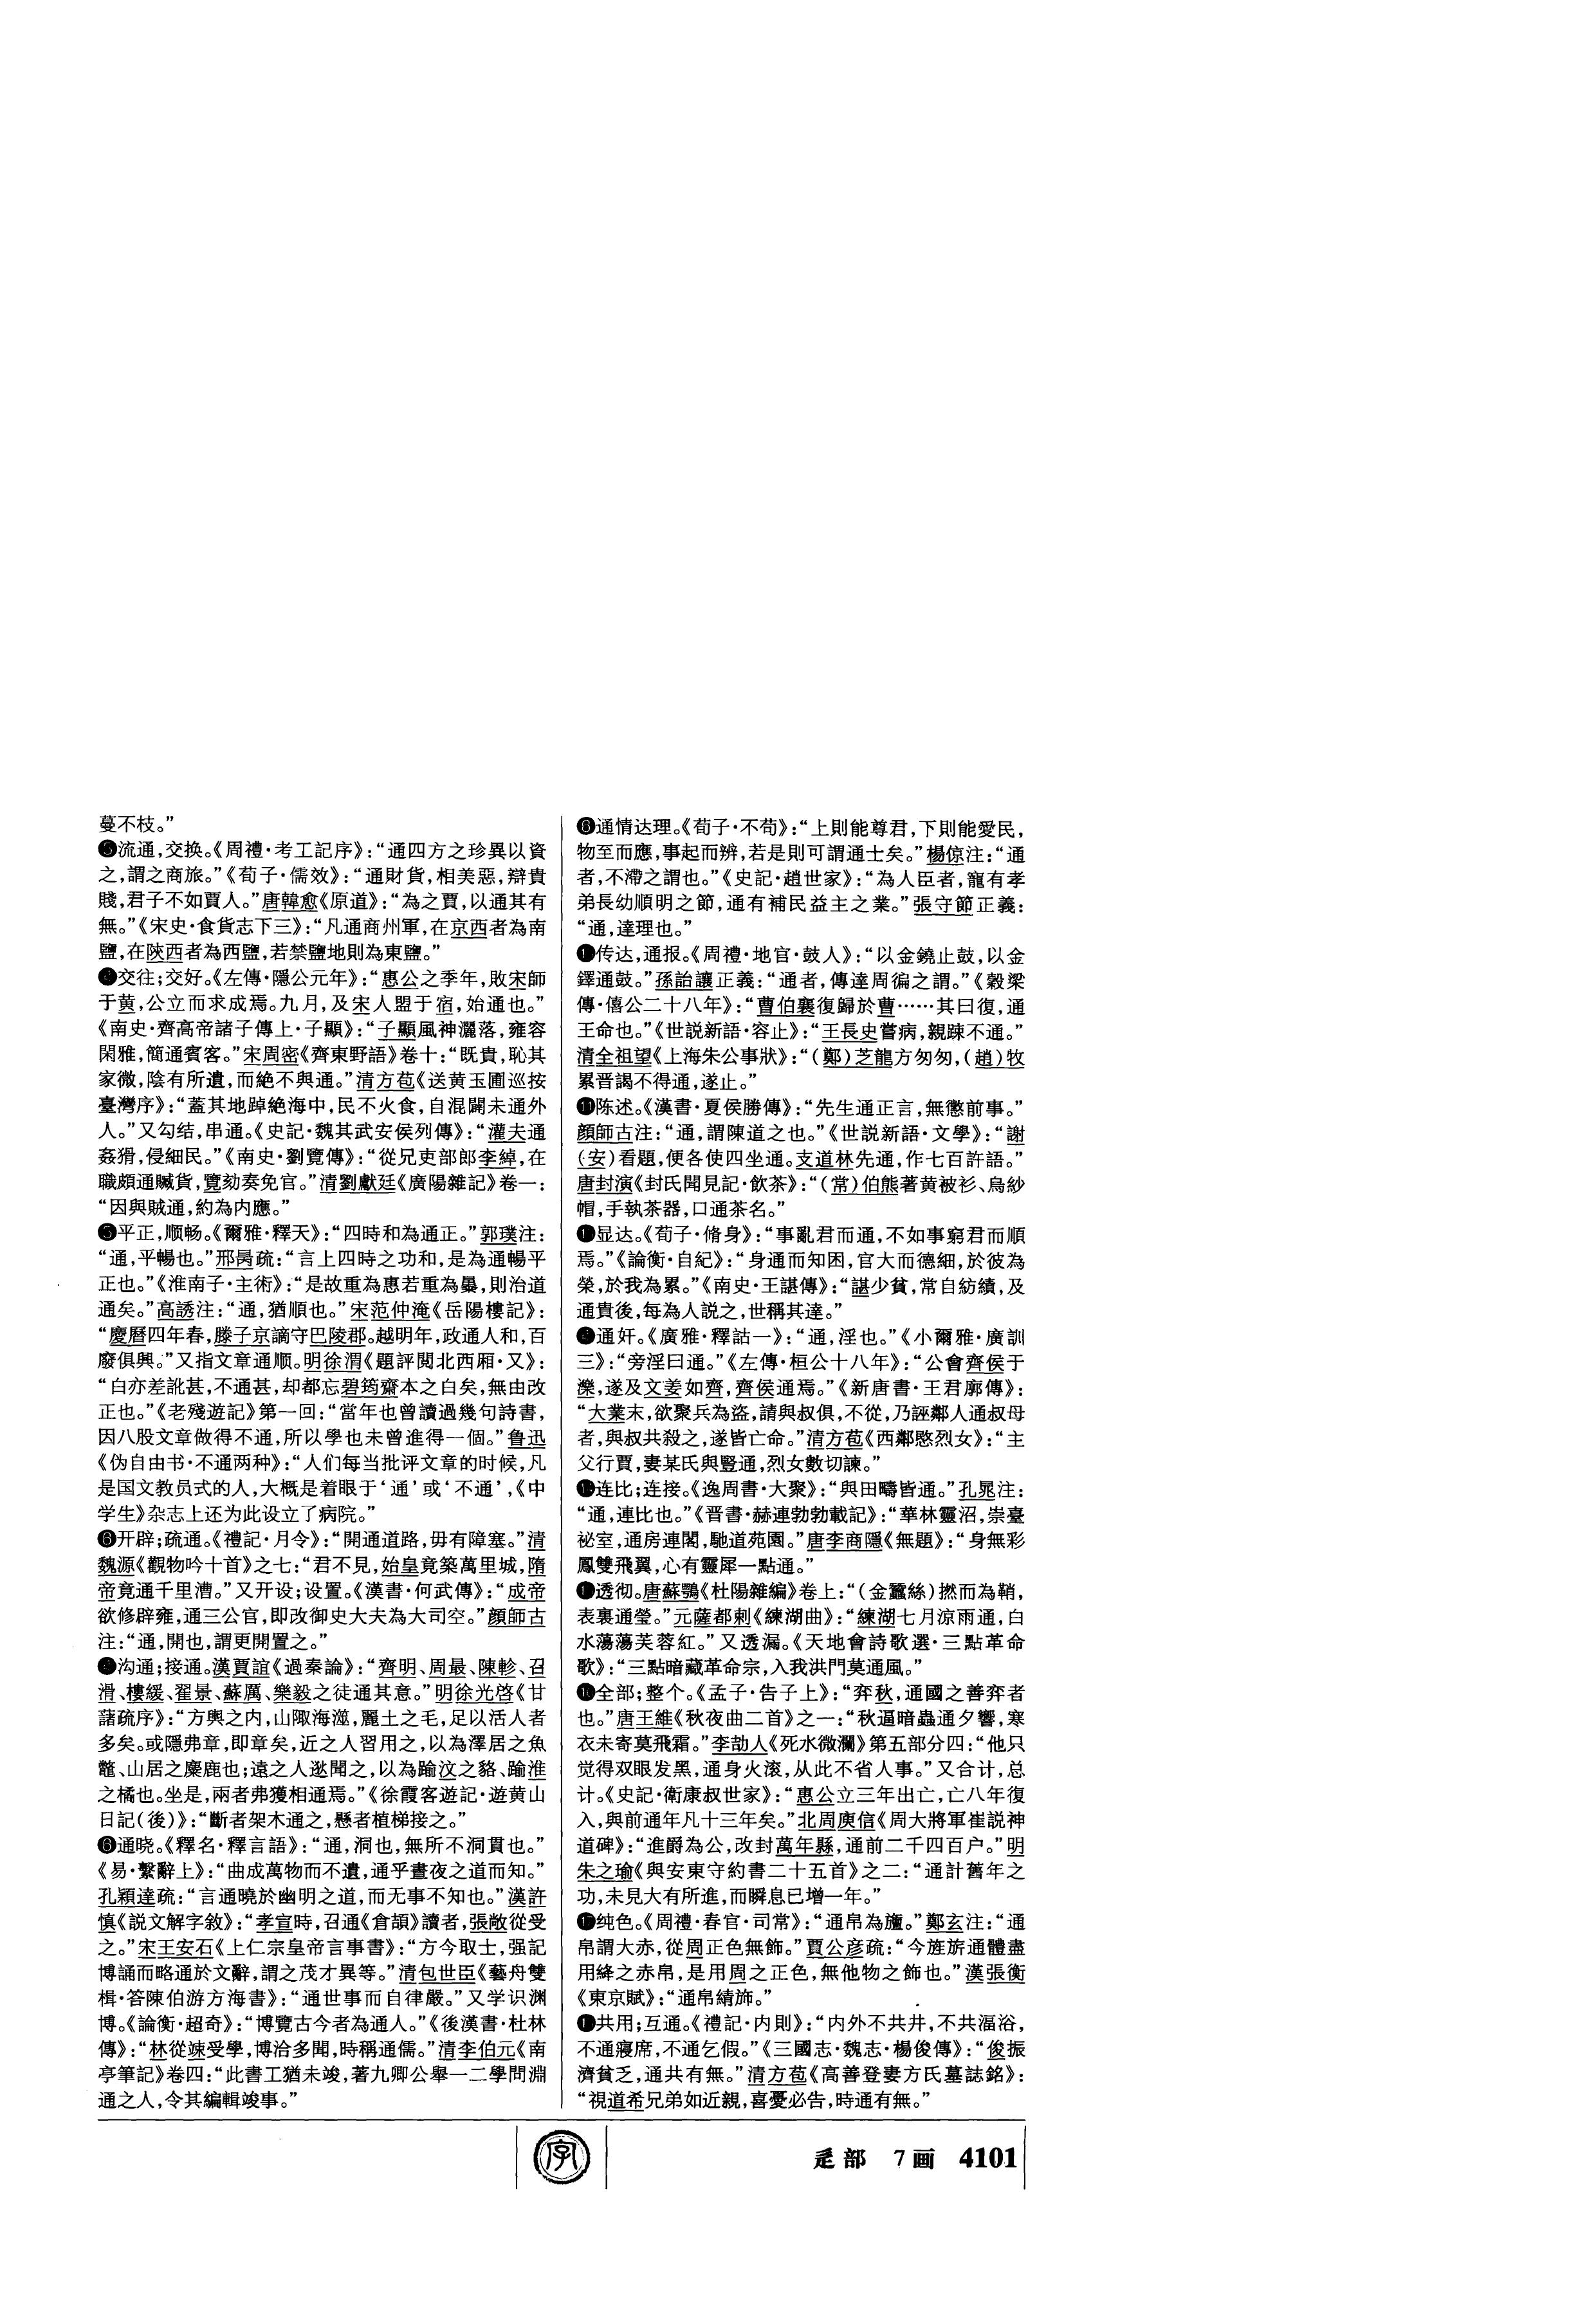 蔓不枝。”
❸流通,交换。《周禮·考工記序》:“通四方之珍異以資
之,謂之商旅。”《荀子·儒效》:“通財貨,相美惡,辯貴
賤,君子不如賈人。”唐韓愈《原道》:“為之賈,以通其有
無。”《宋史·食貨志下三》:“凡通商州軍,在京西者為南
鹽,在陝西者為西鹽,若禁鹽地則為東鹽。”
❹交往;交好。《左傳·隱公元年》:“惠公之季年,敗宋師
于黄,公立而求成焉。九月,及宋人盟于宿,始通也。”
《南史·齊高帝諸子傳上·子顯》:“子顯風神灑落,雍容
閑雅,簡通賓客。”宋周密《齊東野語》卷十:“既貴,恥其
家微,陰有所遺,而絶不與通。”清方苞《送黄玉圃巡按
臺灣序》:“蓋其地踔絶海中,民不火食,自混闢未通外
人。”又勾结,串通。《史記·魏其武安侯列傳》:“灌夫通
姦猾,侵細民。”《南史·劉覽傳》:“從兄吏部郎李綽,在
職頗通贓貨,覽劾奏免官。”清劉獻廷《廣陽雜記》卷一:
“因與賊通,約為内應。”
❺平正,顺畅。《爾雅·釋天》:“四時和為通正。”郭璞注:
“通,平暢也。”邢昺疏:“言上四時之功和,是為通暢平
正也。”《淮南子·主術》:“是故重為惠若重為暴,則治道
通矣。”高誘注:“通,猶順也。”宋范仲淹《岳陽樓記》:
“慶曆四年春,滕子京謫守巴陵郡。越明年,政通人和,百
廢俱興。”又指文章通顺。明徐渭《題評閲北西厢·又》:
“白亦差訛甚,不通甚,却都忘碧筠齋本之白矣,無由改
正也。”《老殘遊記》第一回:“當年也曾讀過幾句詩書,
因八股文章做得不通,所以學也未曾進得一個。”鲁迅
《伪自由书·不通两种》:“人们每当批评文章的时候,凡
是国文教员式的人,大概是着眼于‘通’或‘不通’,《中
学生》杂志上还为此设立了病院。”
❻开辟;疏通。《禮記·月令》:“開通道路,毋有障塞。”清
魏源《觀物吟十首》之七:“君不見,始皇竟築萬里城,隋
帝竟通千里漕。”又开设;设置。《漢書·何武傳》:“成帝
欲修辟雍,通三公官,即改御史大夫為大司空。”顔師古
注:“通,開也,謂更開置之。”
❼沟通;接通。漢賈誼《過秦論》:“齊明、周最、陳軫、召
滑、樓緩、翟景、蘇厲、樂毅之徒通其意。”明徐光啓《甘
藷疏序》:“方輿之内,山陬海澨,麗土之毛,足以活人者
多矣。或隱弗章,即章矣,近之人習用之,以為澤居之魚
鼈、山居之麋鹿也;遠之人逖聞之,以為踰汶之貉、踰淮
之橘也。坐是,兩者弗獲相通焉。”《徐霞客遊記·遊黄山
日記(後)》:“斷者架木通之,懸者植梯接之。”
❽通晓。《釋名·釋言語》:“通,洞也,無所不洞貫也。”
《易·繫辭上》:“曲成萬物而不遺,通乎晝夜之道而知。”
孔穎達疏:“言通曉於幽明之道,而无事不知也。”漢許
慎《説文解字敘》:“孝宣時,召通《倉頡》讀者,張敞從受
之。”宋王安石《上仁宗皇帝言事書》:“方今取士,强記
博誦而略通於文辭,謂之茂才異等。”清包世臣《藝舟雙
楫·答陳伯游方海書》:“通世事而自律嚴。”又学识渊
博。《論衡·超奇》:“博覽古今者為通人。”《後漢書·杜林
傳》:“林從竦受學,博洽多聞,時稱通儒。”清李伯元《南
亭筆記》卷四:“此書工猶未竣,著九卿公舉一二學問淵
通之人,令其編輯竣事。”
❾通情达理。《荀子·不苟》:“上則能尊君,下則能愛民,
物至而應,事起而辨,若是則可謂通士矣。”楊倞注:“通
者,不滯之謂也。”《史記·趙世家》:“為人臣者,寵有孝
弟長幼順明之節,通有補民益主之業。”張守節正義:
“通,達理也。”
❿传达,通报。《周禮·地官·鼓人》:“以金鐃止鼓,以金
鐸通鼓。”孫詒讓正義:“通者,傳達周徧之謂。”《穀梁
傳·僖公二十八年》:“曹伯襄復歸於曹……其曰復,通
王命也。”《世説新語·容止》:“王長史嘗病,親踈不通。”
清全祖望《上海朱公事狀》:“(鄭)芝龍方匆匆,(趙)牧
累晋謁不得通,遂止。”
⓫陈述。《漢書·夏侯勝傳》:“先生通正言,無懲前事。”
顔師古注:“通,謂陳道之也。”《世説新語·文學》:“謝
(安)看題,便各使四坐通。支道林先通,作七百許語。”
唐封演《封氏聞見記·飲茶》:“(常)伯熊著黄被衫、烏紗
帽,手執茶器,口通茶名。”
⓬显达。《荀子·脩身》:“事亂君而通,不如事窮君而順
焉。”《論衡·自紀》:“身通而知困,官大而德細,於彼為
榮,於我為累。”《南史·王諶傳》:“諶少貧,常自紡績,及
通貴後,每為人説之,世稱其達。”
⓭通奸。《廣雅·釋詁一》:“通,淫也。”《小爾雅·廣訓
三》:“旁淫曰通。”《左傳·桓公十八年》:“公會齊侯于
濼,遂及文姜如齊,齊侯通焉。”《新唐書·王君廓傳》:
“大業末,欲聚兵為盜,請與叔俱,不從,乃誣鄰人通叔母
者,與叔共殺之,遂皆亡命。”清方苞《西鄰愍烈女》:“主
父行賈,妻某氏與豎通,烈女數切諫。”
⓮连比;连接。《逸周書·大聚》:“與田疇皆通。”孔晁注:
“通,連比也。”《晋書·赫連勃勃載記》:“華林靈沼,崇臺
祕室,通房連閣,馳道苑園。”唐李商隱《無題》:“身無彩
鳳雙飛翼,心有靈犀一點通。”
⓯透彻。唐蘇鶚《杜陽雜編》卷上:“(金蠶絲)撚而為鞘,
表裏通瑩。”元薩都剌《練湖曲》:“練湖七月涼雨通,白
水蕩蕩芙蓉紅。”又透漏。《天地會詩歌選·三點革命
歌》:“三點暗藏革命宗,入我洪門莫通風。”
⓰全部;整个。《孟子·告子上》:“弈秋,通國之善弈者
也。”唐王維《秋夜曲二首》之一:“秋逼暗蟲通夕響,寒
衣未寄莫飛霜。”李劼人《死水微瀾》第五部分四:“他只
觉得双眼发黑,通身火滚,从此不省人事。”又合计,总
计。《史記·衛康叔世家》:“惠公立三年出亡,亡八年復
入,與前通年凡十三年矣。”北周庾信《周大將軍崔説神
道碑》:“進爵為公,改封萬年縣,通前二千四百户。”明
朱之瑜《與安東守約書二十五首》之二:“通計舊年之
功,未見大有所進,而瞬息已增一年。”
⓱纯色。《周禮·春官·司常》:“通帛為旜。”鄭玄注:“通
帛謂大赤,從周正色無飾。”賈公彦疏:“今旌旂通體盡
用絳之赤帛,是用周之正色,無他物之飾也。”漢張衡
《東京賦》:“通帛綪斾。”
⓲共用;互通。《禮記·内則》:“内外不共井,不共湢浴,
不通寢席,不通乞假。”《三國志·魏志·楊俊傳》:“俊振
濟貧乏,通共有無。”清方苞《高善登妻方氏墓誌銘》:
“視道希兄弟如近親,喜憂必告,時通有無。”
字
辵部 7画 4101